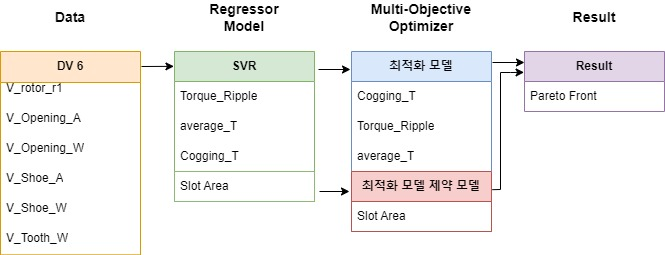 Data
Regressor
Model
Multi-Objective
Optimizer
Result
DV 6
V_rotor_r1
V_Opening_A
V_Opening_W
V_Shoe_A
V_Shoe_W
V_Tooth_W
SVR
Torque_Ripple
average_T
Cogging_T
Slot Area
최적화 모델
Cogging_T
Torque_Ripple
average_T
최적화 모델 제약 모델
Slot Area
Result
Pareto Front